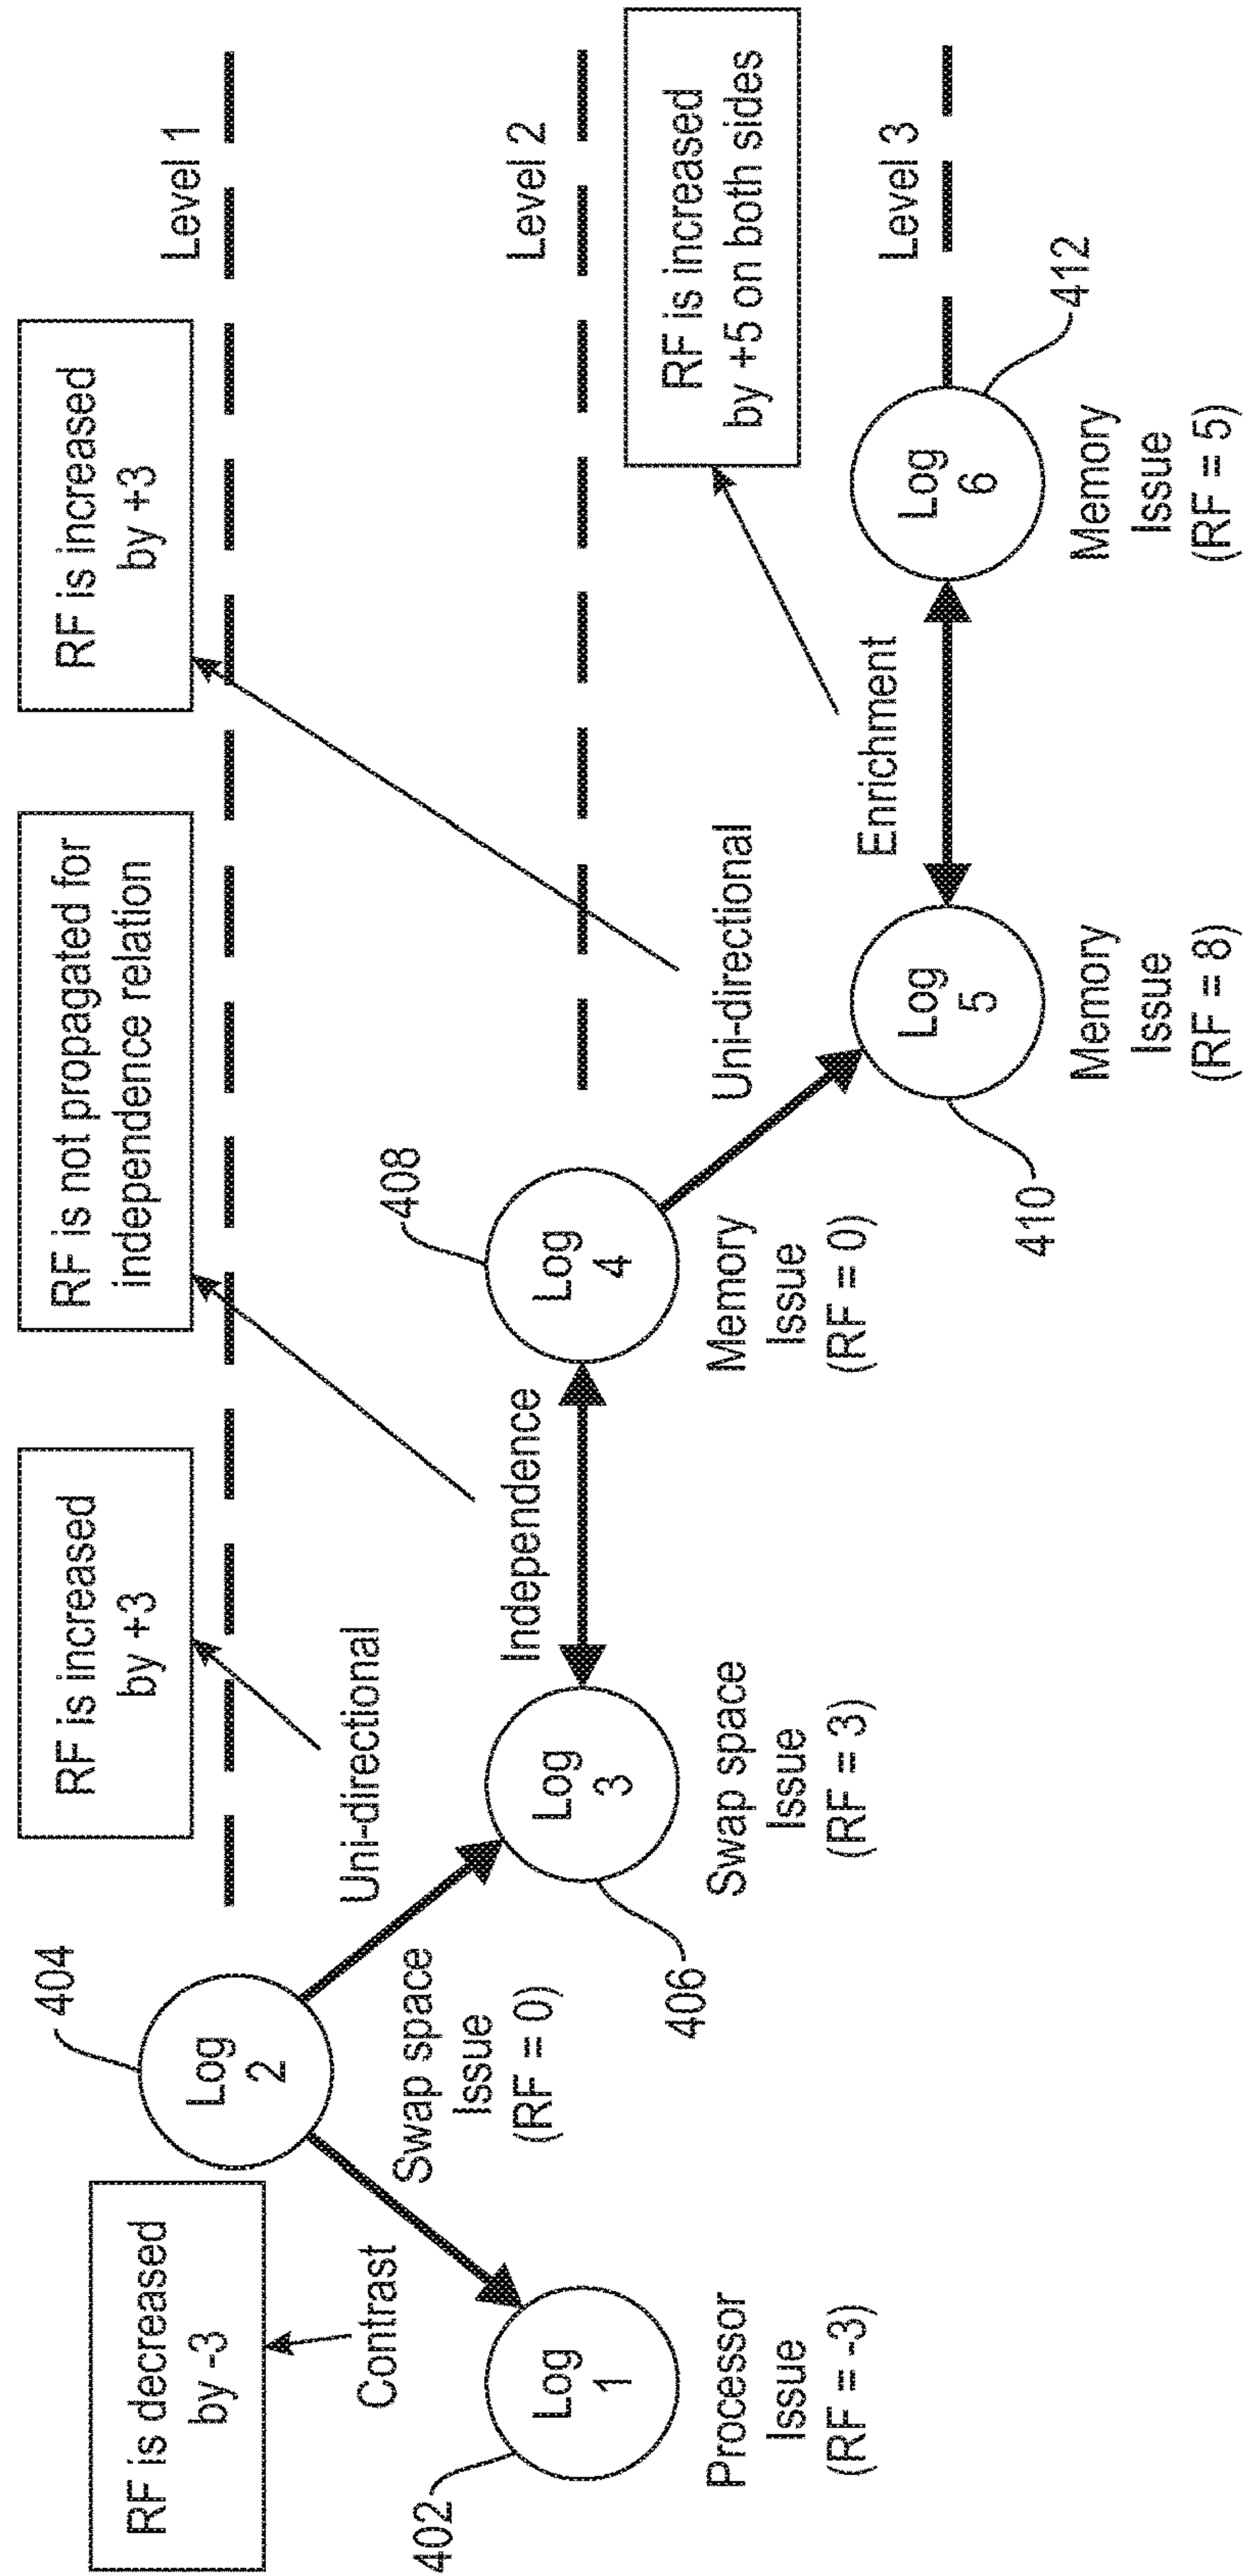 RF is decreased
by -3
RF is increased
by +3
RF is not propagated for
independence relation
RF is increased
by +3
404
Level 1
Log
2
Contrast
Swap space
Issue
(RF = 0)
Uni-directional
Independence
408
Level 2
402
Log
1
Log
3
Log
4
RF is increased
by +5 on both sides
Processor
Issue
(RF = -3)
406
Swap space
Issue
(RF = 3)
Memory
Issue
(RF = 0)
Uni-directional
Enrichment
Level 3
Log
5
Log
6
410
412
Memory
Issue
(RF = 8)
Memory
Issue
(RF = 5)